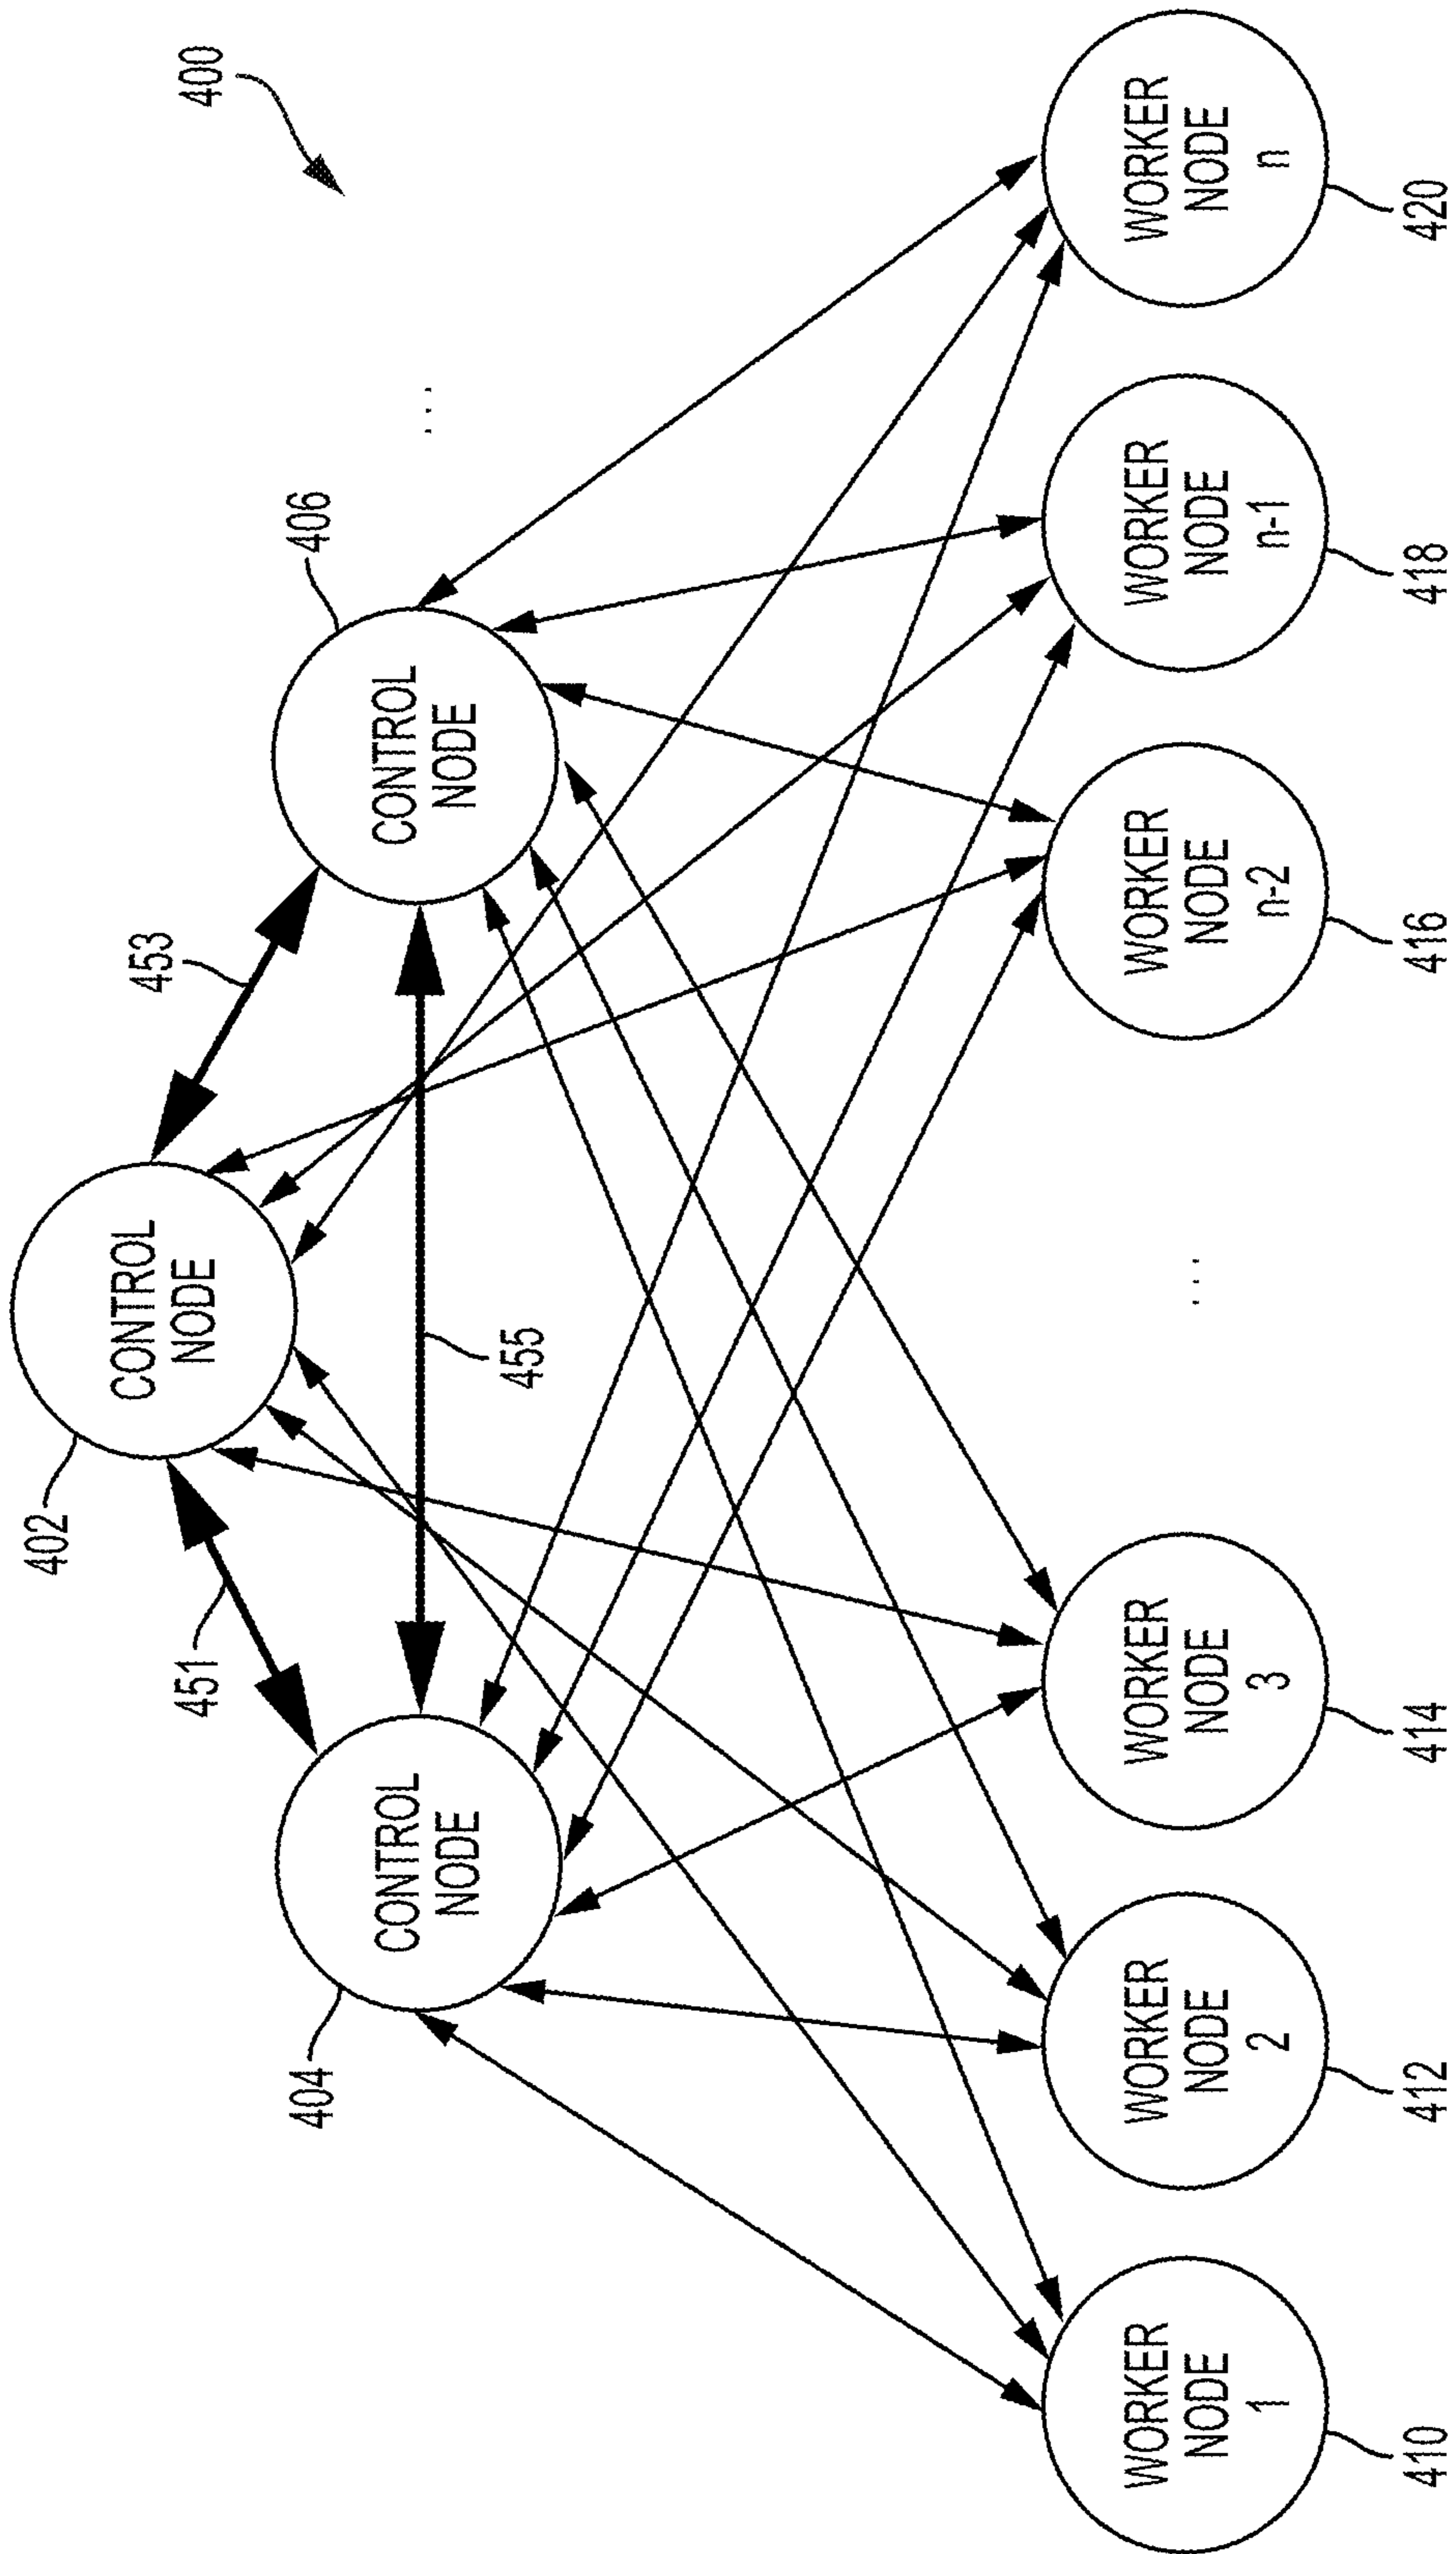 400
CONTROL
NODE
402
451
453
CONTROL
NODE
404
CONTROL
NODE
406
...
455
WORKER
NODE
1
410
WORKER
NODE
2
412
WORKER
NODE
3
414
...
WORKER
NODE
n-2
416
WORKER
NODE
n-1
418
WORKER
NODE
n
420